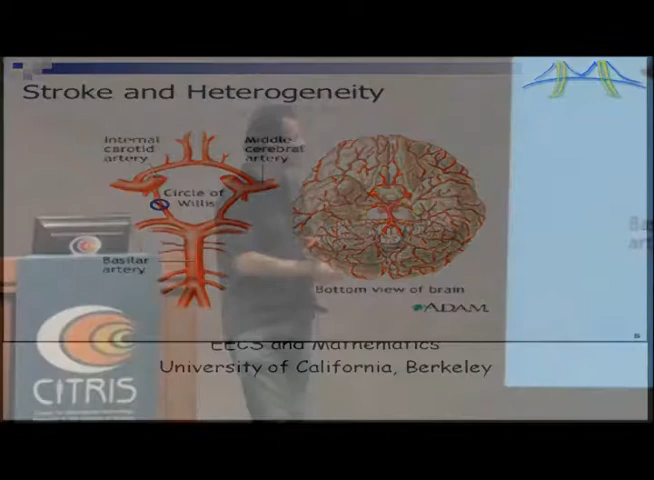 Stroke and Heterogeneity
Internal
carotid
artery
Middle
cerebral
artery
Circle of
Willis
Basilar
artery
Bottom view of brain
ADAM.
EECS and Mathematics
University of California, Berkeley
CITRIS